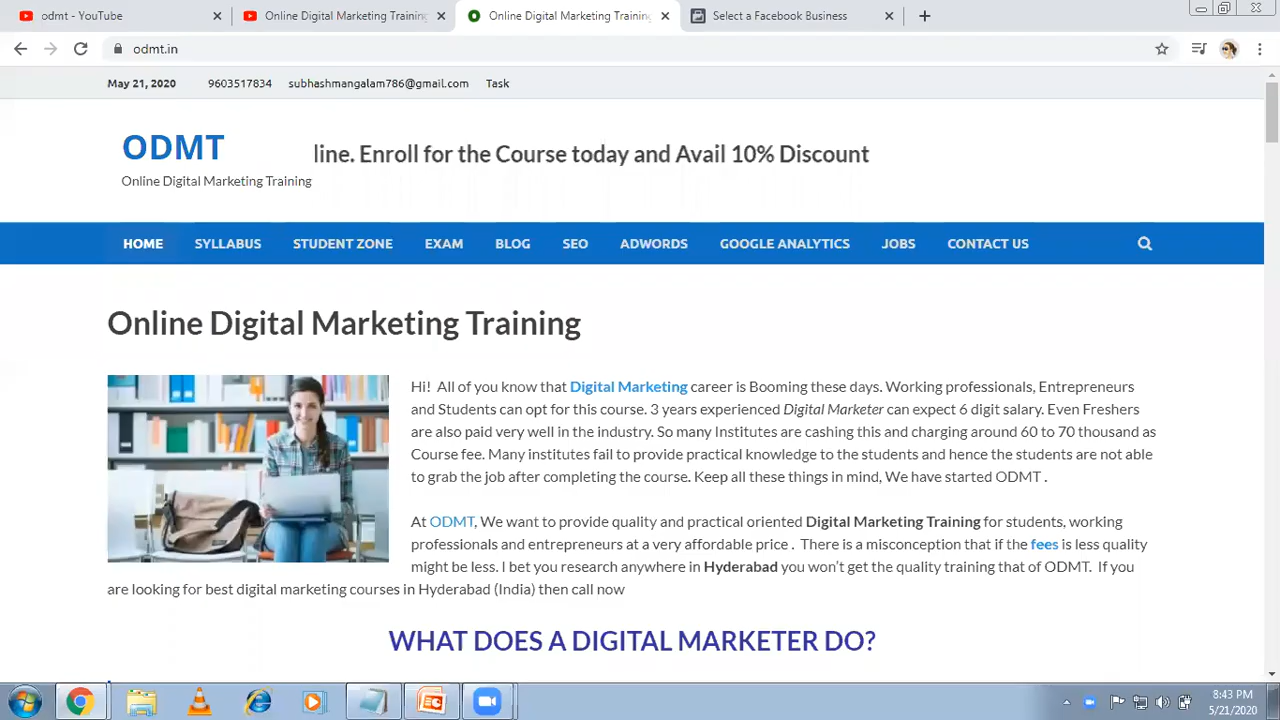 odmt - YouTube
Online Digital Marketing Training
Online Digital Marketing Training
Select a Facebook Business
odmt.in
May 21, 2020 9603517834 subhashmangalam786@gmail.com Task
ODMT
line. Enroll for the Course today and Avail 10% Discount
Online Digital Marketing Training
HOME SYLLABUS STUDENT ZONE EXAM BLOG SEO ADWORDS GOOGLE ANALYTICS JOBS CONTACT US
Online Digital Marketing Training
Hi! All of you know that Digital Marketing career is Booming these days. Working professionals, Entrepreneurs
and Students can opt for this course. 3 years experienced Digital Marketer can expect 6 digit salary. Even Freshers
are also paid very well in the industry. So many Institutes are cashing this and charging around 60 to 70 thousand as
Course fee. Many institutes fail to provide practical knowledge to the students and hence the students are not able
to grab the job after completing the course. Keep all these things in mind, We have started ODMT .
At ODMT, We want to provide quality and practical oriented Digital Marketing Training for students, working
professionals and entrepreneurs at a very affordable price . There is a misconception that if the fees is less quality
might be less. I bet you research anywhere in Hyderabad you won't get the quality training that of ODMT. If you
are looking for best digital marketing courses in Hyderabad (India) then call now
WHAT DOES A DIGITAL MARKETER DO?
8:43 PM
5/21/2020